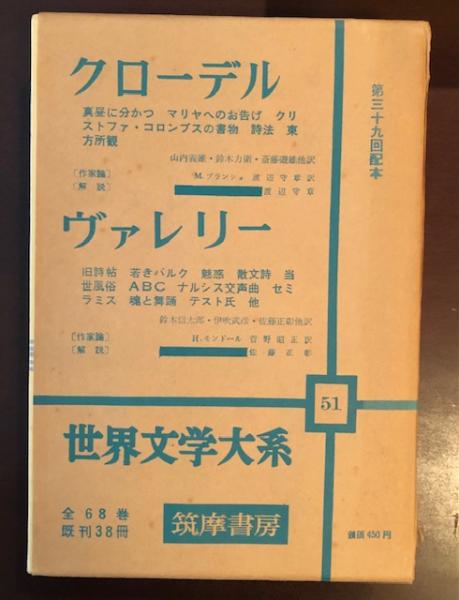 クローデル
真昼に分かつ マリヤへのお告げ クリ
ストファ・コロンブスの書物 詩法 東
方所観
山内義雄・鈴木力衛・斎藤磯雄他訳
〔作家論〕 M.ブランショ 渡辺守章訳
〔解説〕 渡辺守章
ヴァレリー
旧詩帖 若きパルク 魅惑 散文詩 当
世風俗 ABC ナルシス交声曲 セミ
ラミス 魂と舞踊 テスト氏 他
鈴木信太郎・伊吹武彦・佐藤正彰他訳
〔作家論〕 H.モンドール 菅野昭正訳
〔解説〕 佐藤正彰
51
世界文学大系
全68巻
既刊38冊
筑摩書房
第三十九回配本
価450円